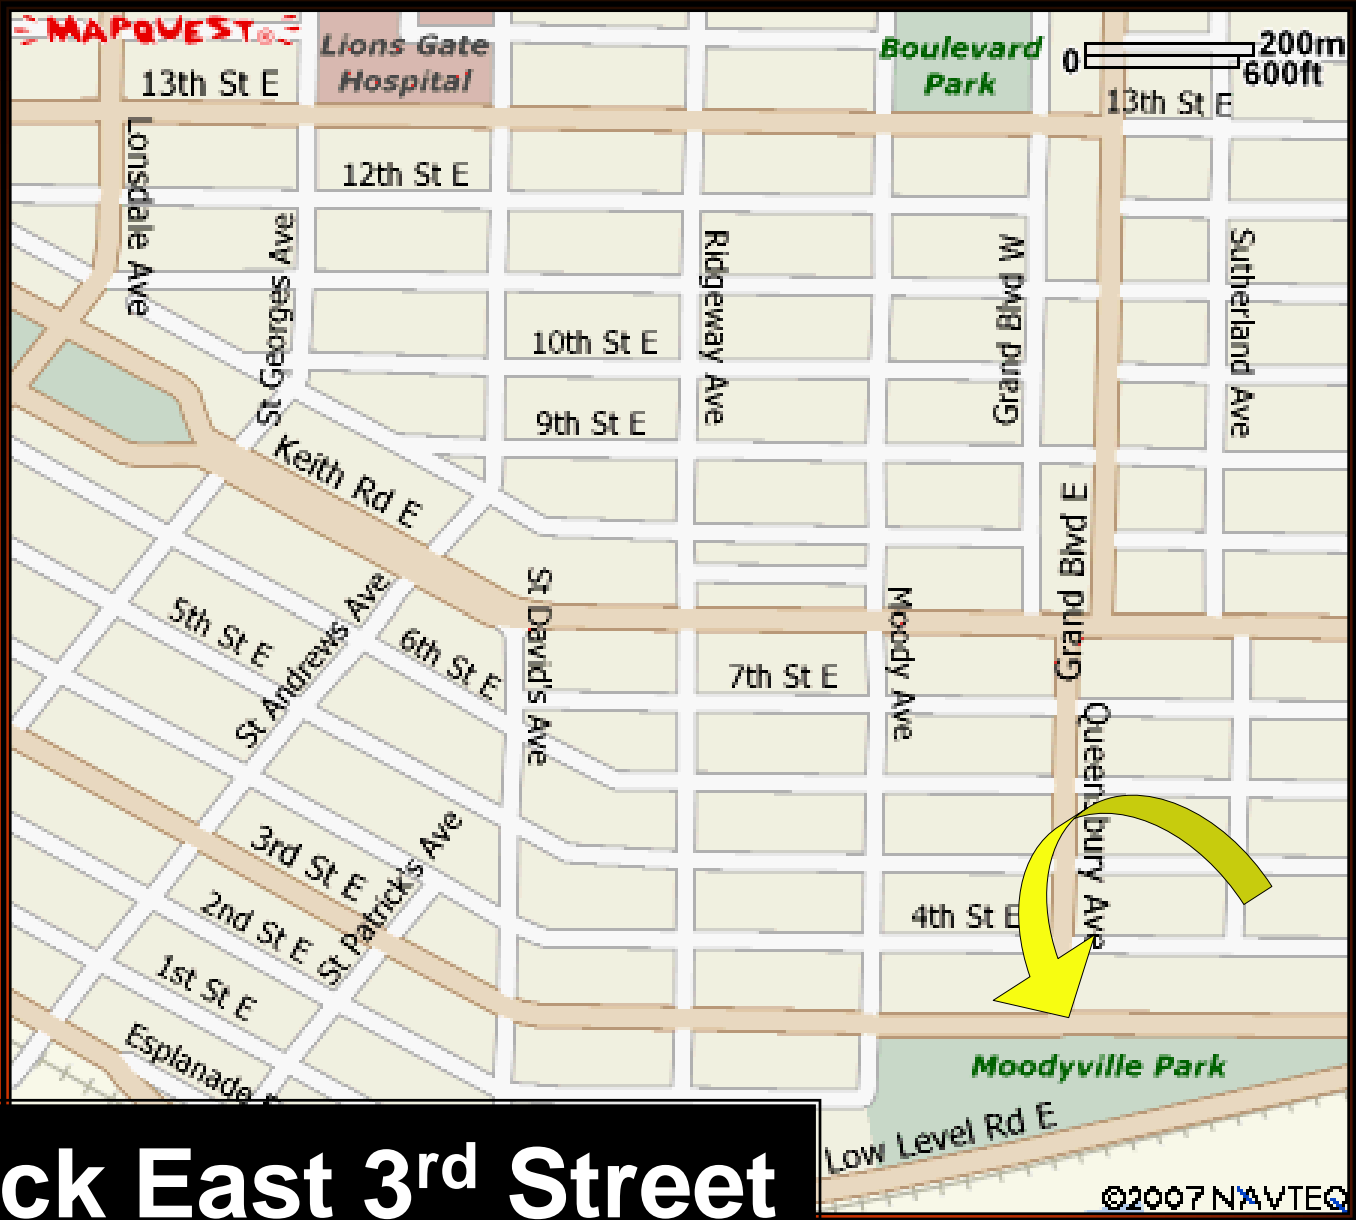 MAPQUEST®
Lions Gate
Hospital
Boulevard
Park
0
200m
600ft
13th St E
13th St E
12th St E
Lonsdale Ave
St Georges Ave
Ridgeway Ave
Grand Blvd W
Sutherland Ave
10th St E
9th St E
Keith Rd E
Grand Blvd E
5th St E
St Andrews Ave
6th St E
St David's Ave
7th St E
Moody Ave
Queensbury Ave
3rd St E
St Patrick's Ave
2nd St E
4th St E
1st St E
Esplanade E
Moodyville Park
Low Level Rd E
ck East 3rd Street
©2007 NAVTEQ